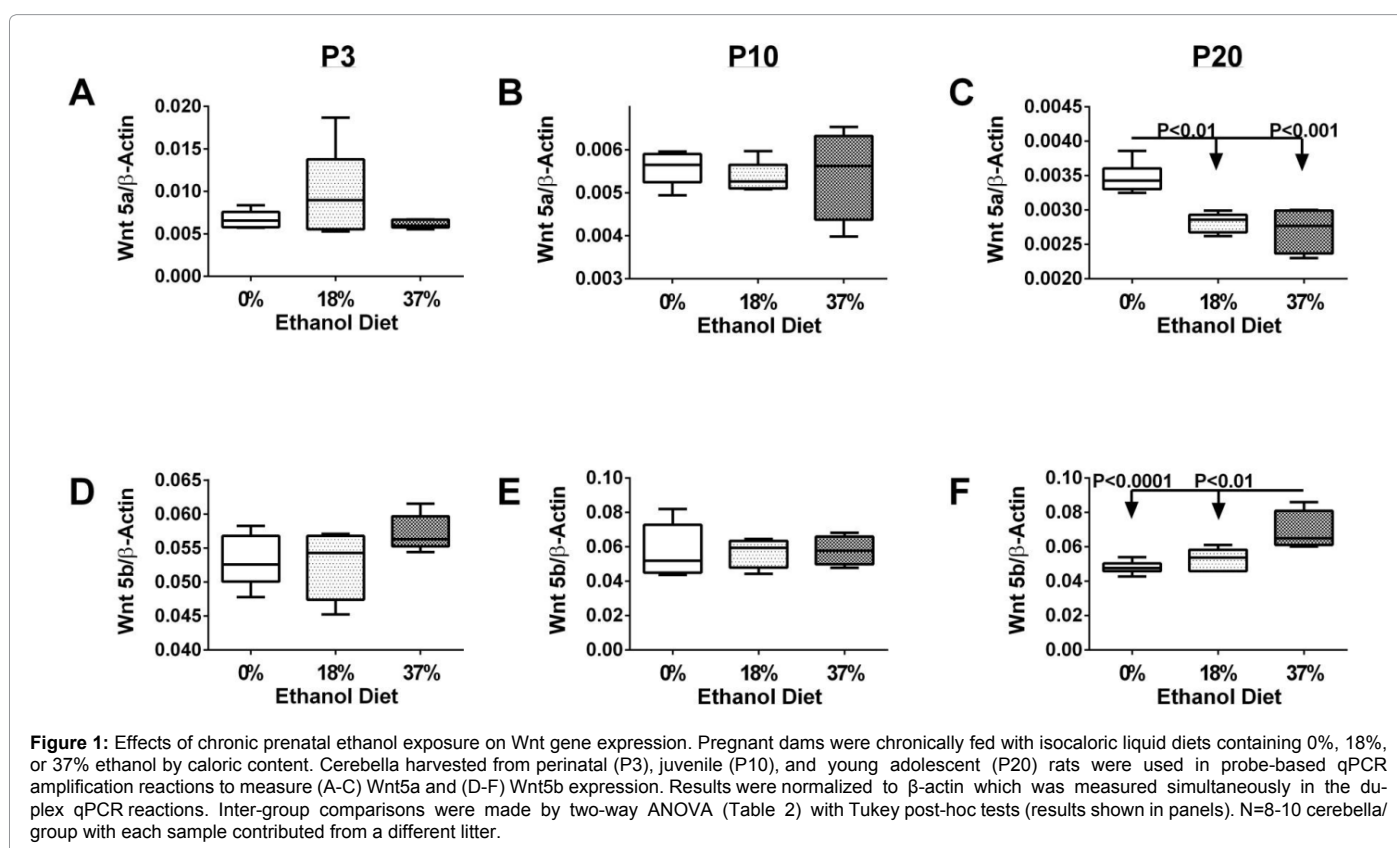 P3
P10
P20
A
Wnt 5a/β-Actin
0.020
0.015
0.010
0.005
0.000
0%
18%
37%
Ethanol Diet
B
Wnt 5a/β-Actin
0.006
0.005
0.004
0.003
0%
18%
37%
Ethanol Diet
C
Wnt 5a/β-Actin
0.0045
0.0040
0.0035
0.0030
0.0025
0.0020
P<0.01
P<0.001
0%
18%
37%
Ethanol Diet
D
Wnt 5b/β-Actin
0.065
0.060
0.055
0.050
0.045
0.040
0%
18%
37%
Ethanol Diet
E
Wnt 5b/β-Actin
0.10
0.08
0.06
0.04
0.02
0.00
0%
18%
37%
Ethanol Diet
F
Wnt 5b/β-Actin
0.10
0.08
0.06
0.04
0.02
0.00
P<0.0001
P<0.01
0%
18%
37%
Ethanol Diet
Figure 1: Effects of chronic prenatal ethanol exposure on Wnt gene expression. Pregnant dams were chronically fed with isocaloric liquid diets containing 0%, 18%,
or 37% ethanol by caloric content. Cerebella harvested from perinatal (P3), juvenile (P10), and young adolescent (P20) rats were used in probe-based qPCR
amplification reactions to measure (A-C) Wnt5a and (D-F) Wnt5b expression. Results were normalized to β-actin which was measured simultaneously in the du-
plex qPCR reactions. Inter-group comparisons were made by two-way ANOVA (Table 2) with Tukey post-hoc tests (results shown in panels). N=8-10 cerebella/
group with each sample contributed from a different litter.